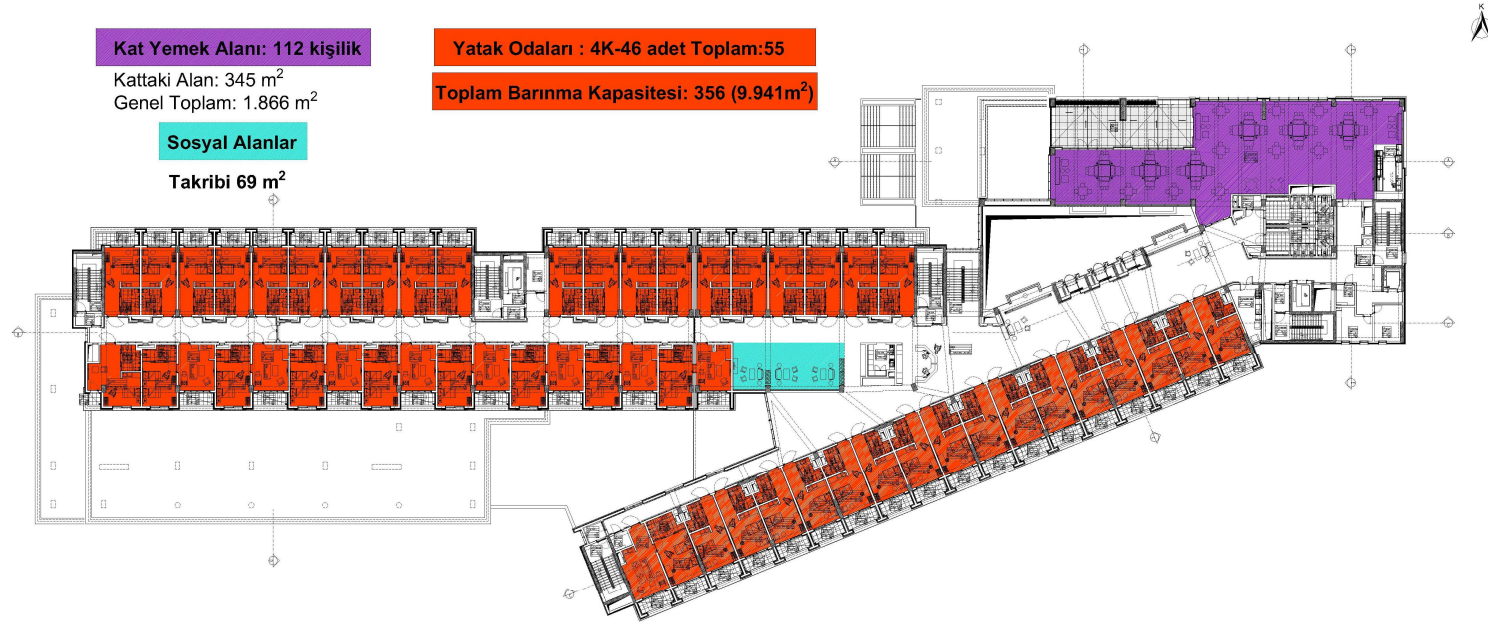 K
Kat Yemek Alanı: 112 kişilik
Kattaki Alan: 345 m²
Genel Toplam: 1.866 m²
Sosyal Alanlar
Takribi 69 m²
Yatak Odaları : 4K-46 adet Toplam:55
Toplam Barınma Kapasitesi: 356 (9.941m²)